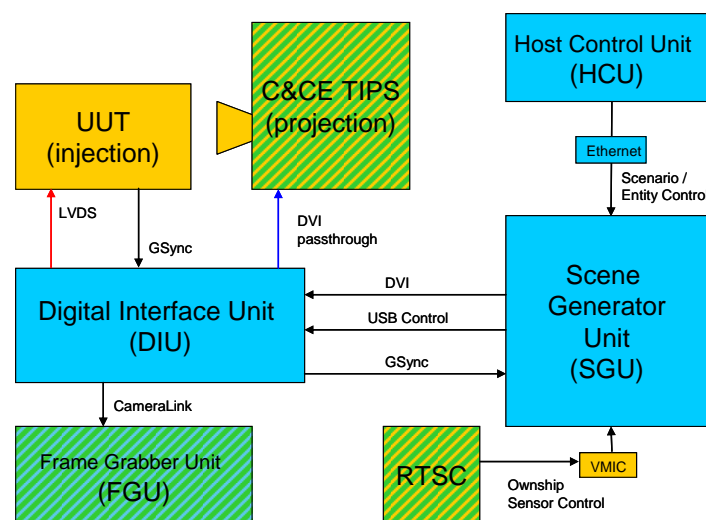 Host Control Unit
(HCU)
C&CE TIPS
(projection)
UUT
(injection)
Ethernet
Scenario /
Entity Control
LVDS
GSync
DVI
passthrough
Digital Interface Unit
(DIU)
DVI
USB Control
GSync
Scene
Generator
Unit
(SGU)
CameraLink
Frame Grabber Unit
(FGU)
RTSC
VMIC
Ownship
Sensor Control